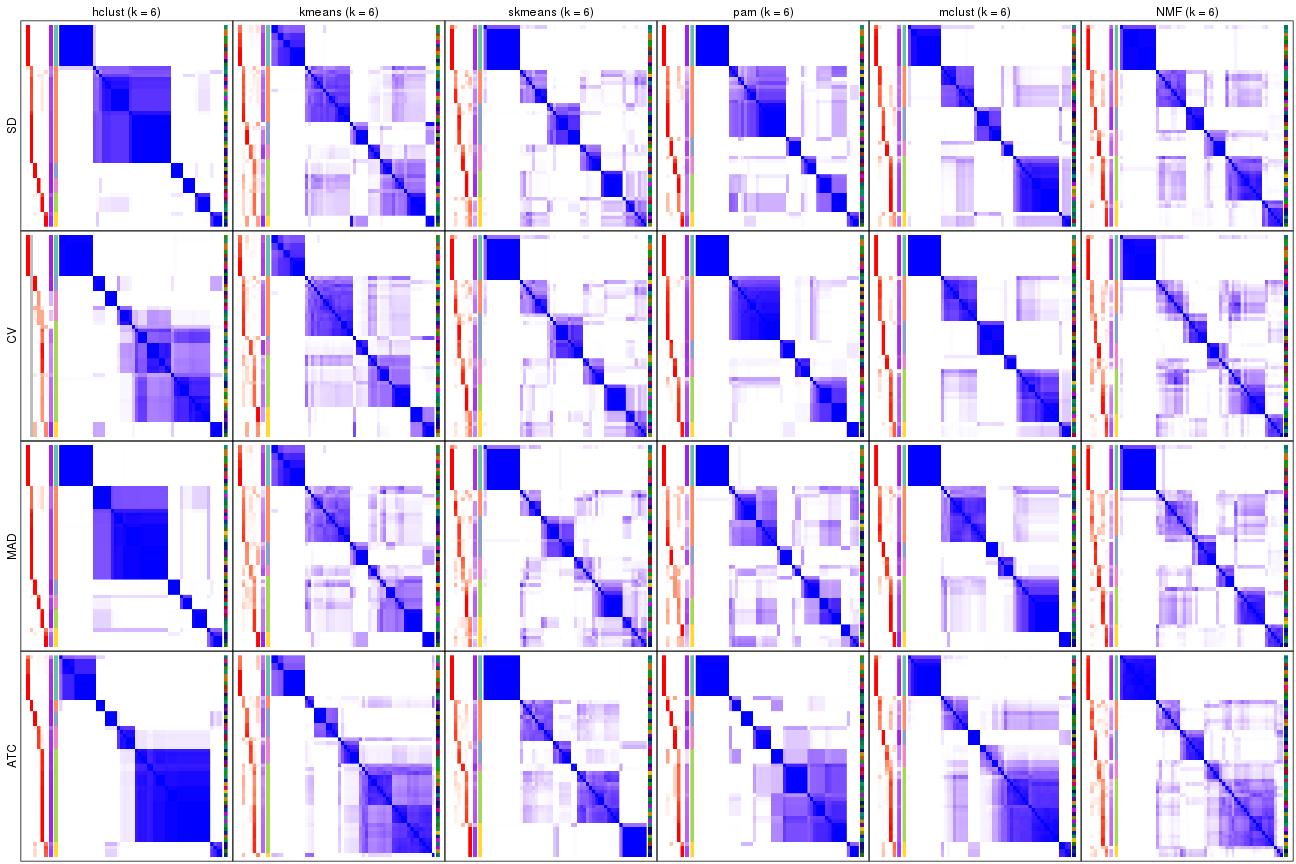 hclust (k = 6)
kmeans (k = 6)
skmeans (k = 6)
pam (k = 6)
mclust (k = 6)
NMF (k = 6)
SD
CV
MAD
ATC